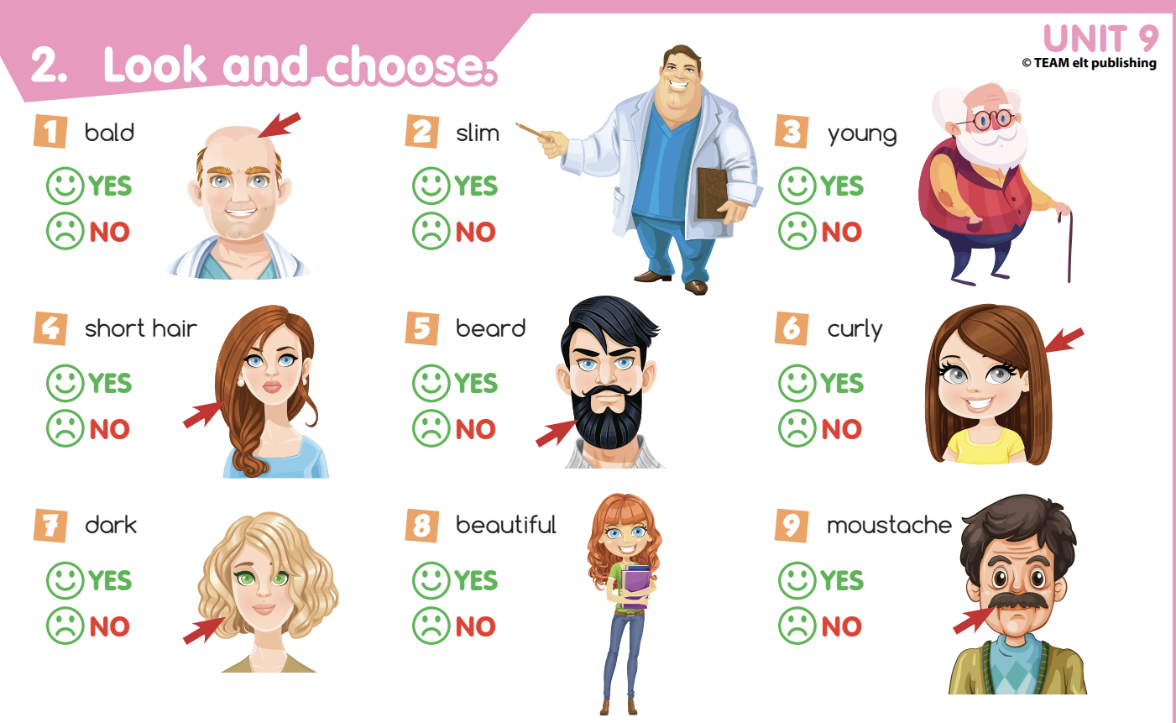 2. Look and choose:
UNIT 9
© TEAM elt publishing
1 bald
YES
NO
2 slim
YES
NO
3 young
YES
NO
4 short hair
YES
NO
5 beard
YES
NO
6 curly
YES
NO
7 dark
YES
NO
8 beautiful
YES
NO
9 moustache
YES
NO